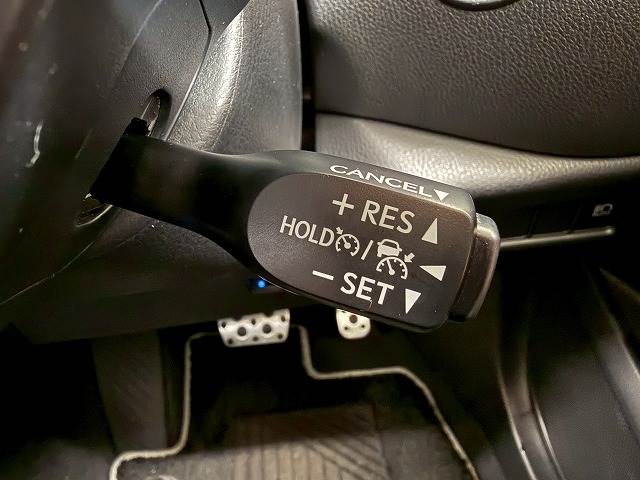 CANCEL▼
+ RES ▲
HOLD / ◀
− SET ▼